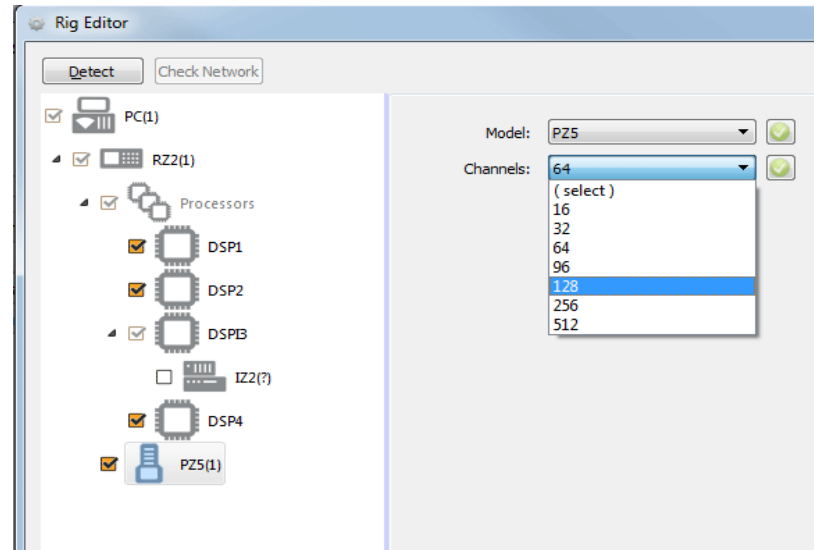 Rig Editor
Detect
Check Network
PC(1)
RZ2(1)
Processors
DSP1
DSP2
DSPI3
IZ2(?)
DSP4
PZ5(1)
Model:
PZ5
Channels:
64
( select )
16
32
64
96
128
256
512